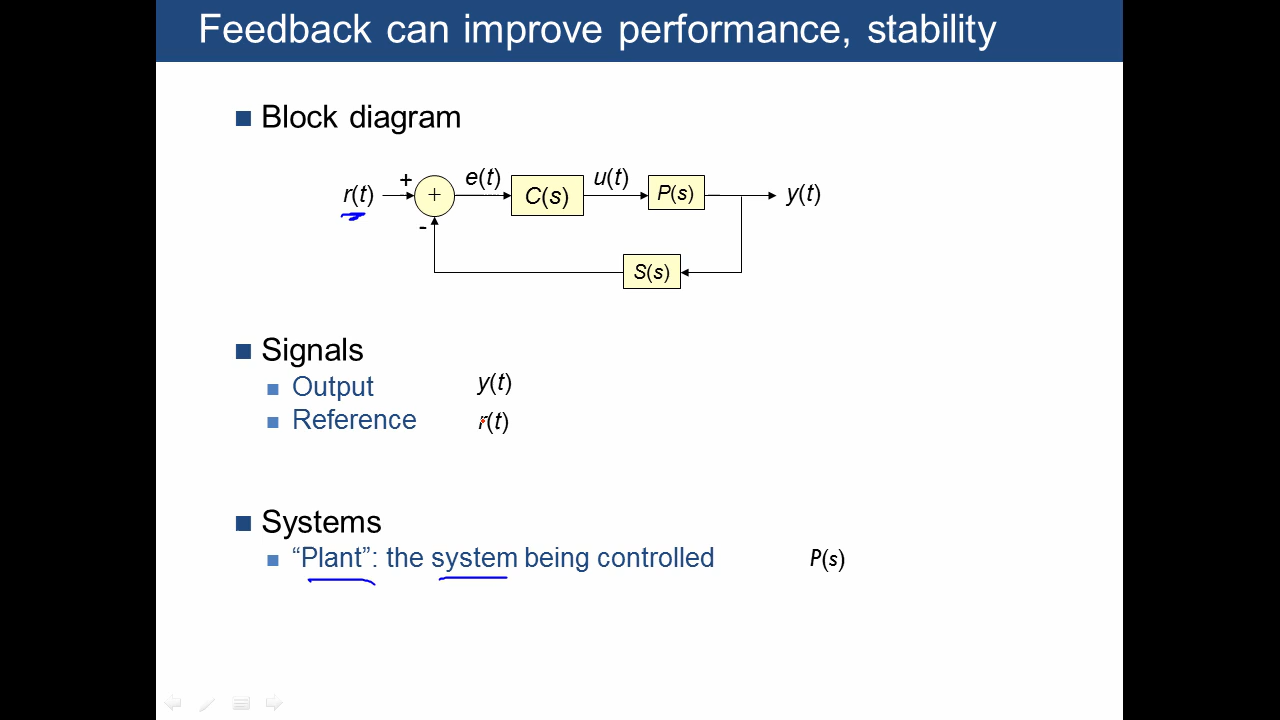 Feedback can improve performance, stability
Block diagram
r(t) + + e(t) C(s) u(t) P(s) y(t)
-
S(s)
Signals
Output y(t)
Reference r(t)
Systems
“Plant”: the system being controlled P(s)